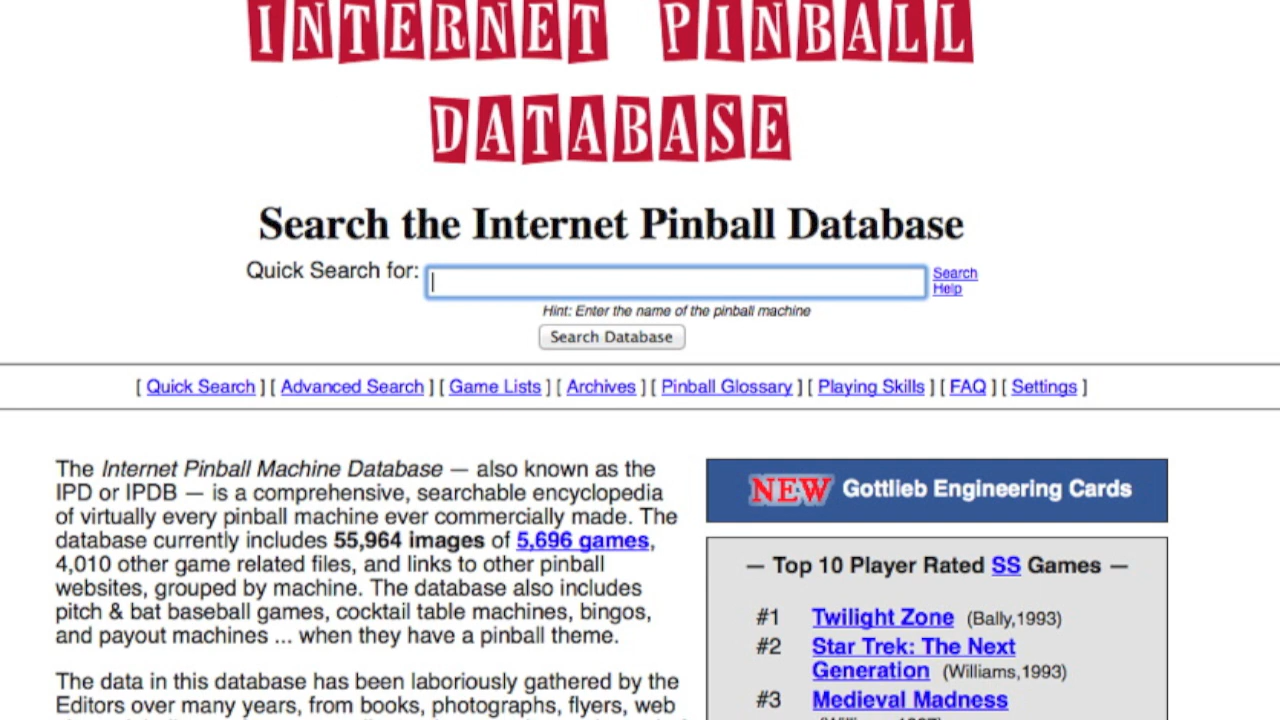 INTERNET PINBALL
DATABASE
Search the Internet Pinball Database
Quick Search for:
Search
Help
Hint: Enter the name of the pinball machine
Search Database
[ Quick Search ] [ Advanced Search ] [ Game Lists ] [ Archives ] [ Pinball Glossary ] [ Playing Skills ] [ FAQ ] [ Settings ]
The Internet Pinball Machine Database — also known as the
IPD or IPDB — is a comprehensive, searchable encyclopedia
of virtually every pinball machine ever commercially made. The
database currently includes 55,964 images of 5,696 games,
4,010 other game related files, and links to other pinball
websites, grouped by machine. The database also includes
pitch & bat baseball games, cocktail table machines, bingos,
and payout machines ... when they have a pinball theme.
The data in this database has been laboriously gathered by the
Editors over many years, from books, photographs, flyers, web
NEW Gottlieb Engineering Cards
— Top 10 Player Rated SS Games —
#1 Twilight Zone (Bally,1993)
#2 Star Trek: The Next
Generation (Williams,1993)
#3 Medieval Madness